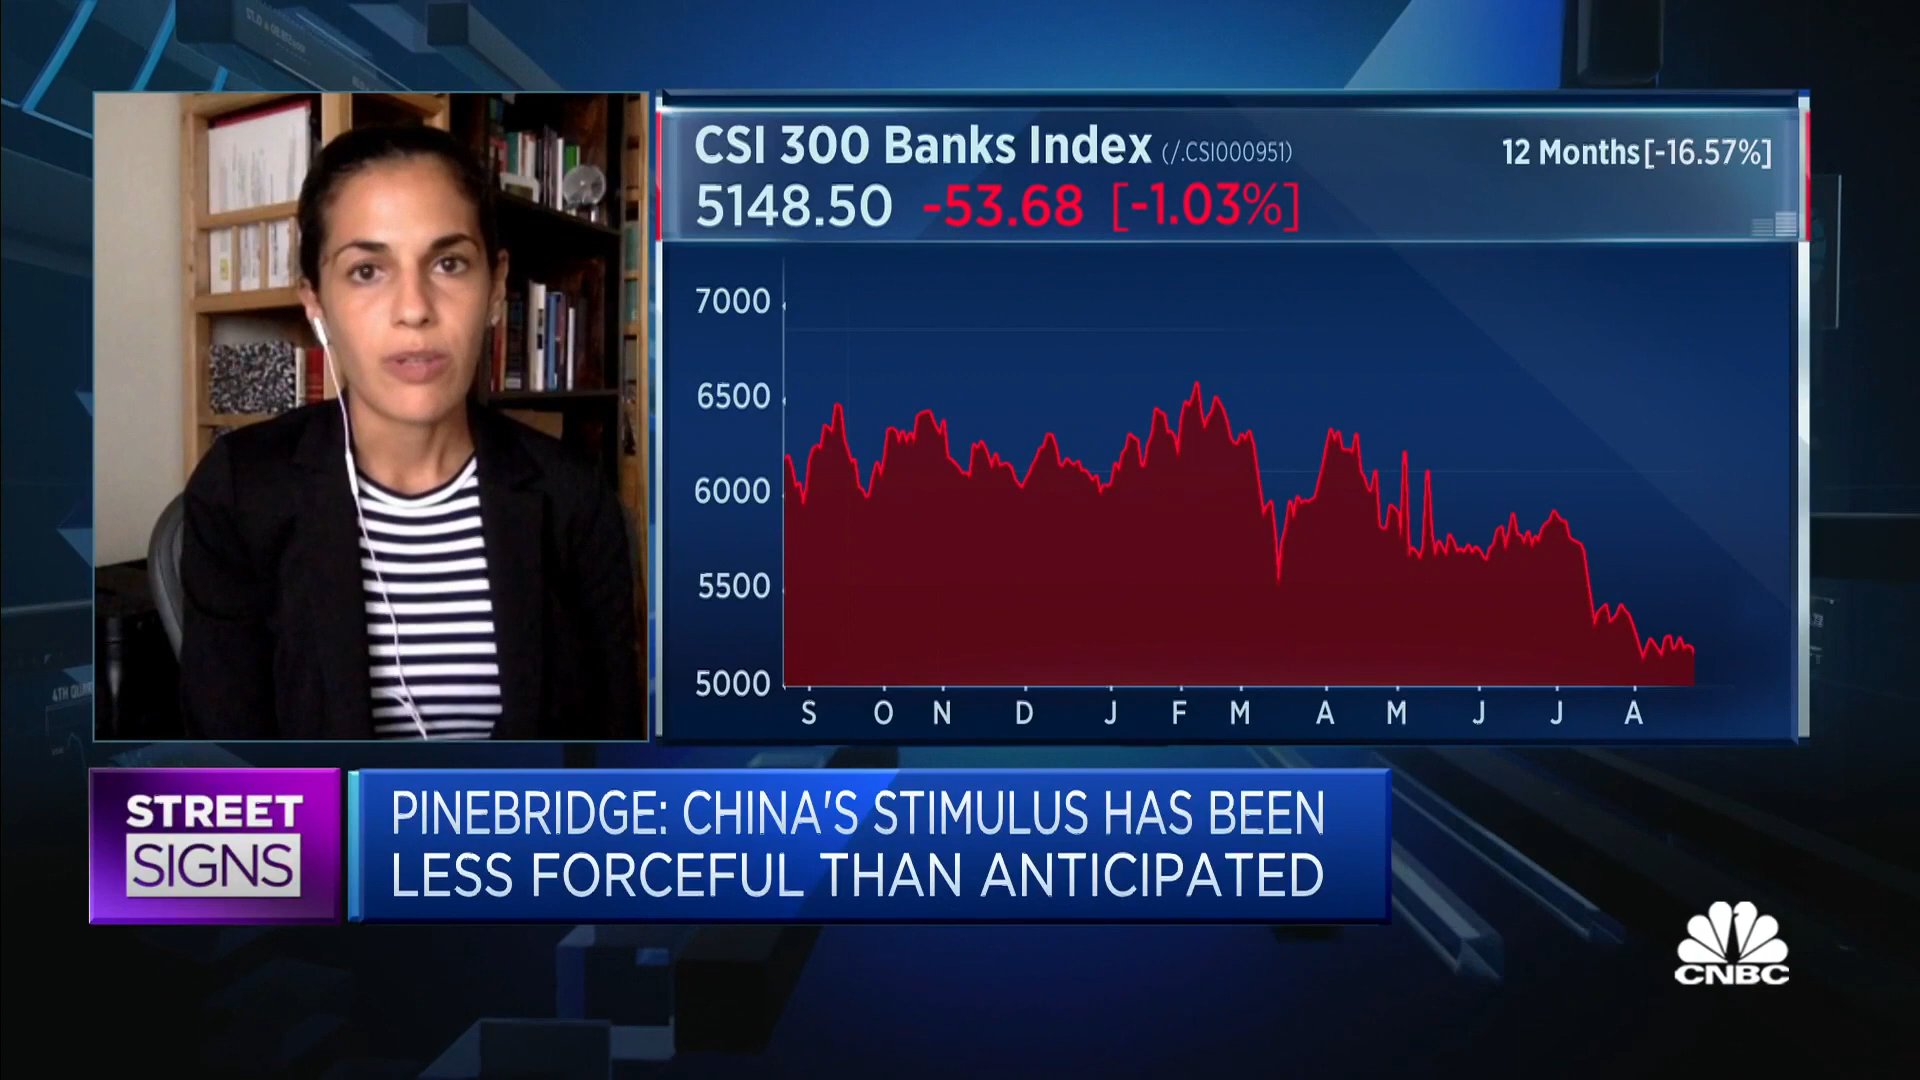 CSI 300 Banks Index (/.CSI000951)
12 Months[-16.57%]
5148.50 -53.68 [-1.03%]
7000
6500
6000
5500
5000
S O N D J F M A M J J A
STREET
SIGNS
PINEBRIDGE: CHINA'S STIMULUS HAS BEEN
LESS FORCEFUL THAN ANTICIPATED
CNBC
4TH